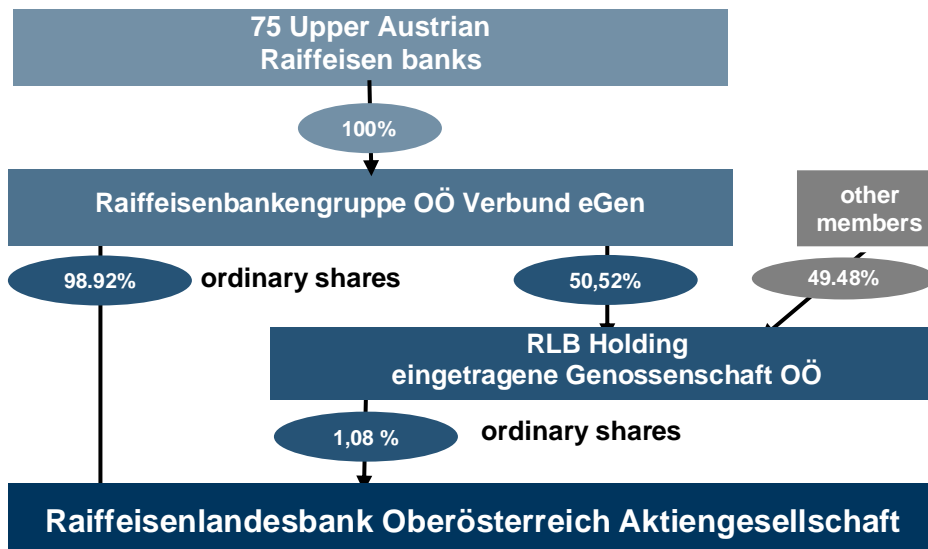 75 Upper Austrian
Raiffeisen banks
100%
Raiffeisenbankengruppe OÖ Verbund eGen
other
members
98.92%
ordinary shares
50,52%
49.48%
RLB Holding
eingetragene Genossenschaft OÖ
1,08 %
ordinary shares
Raiffeisenlandesbank Oberösterreich Aktiengesellschaft